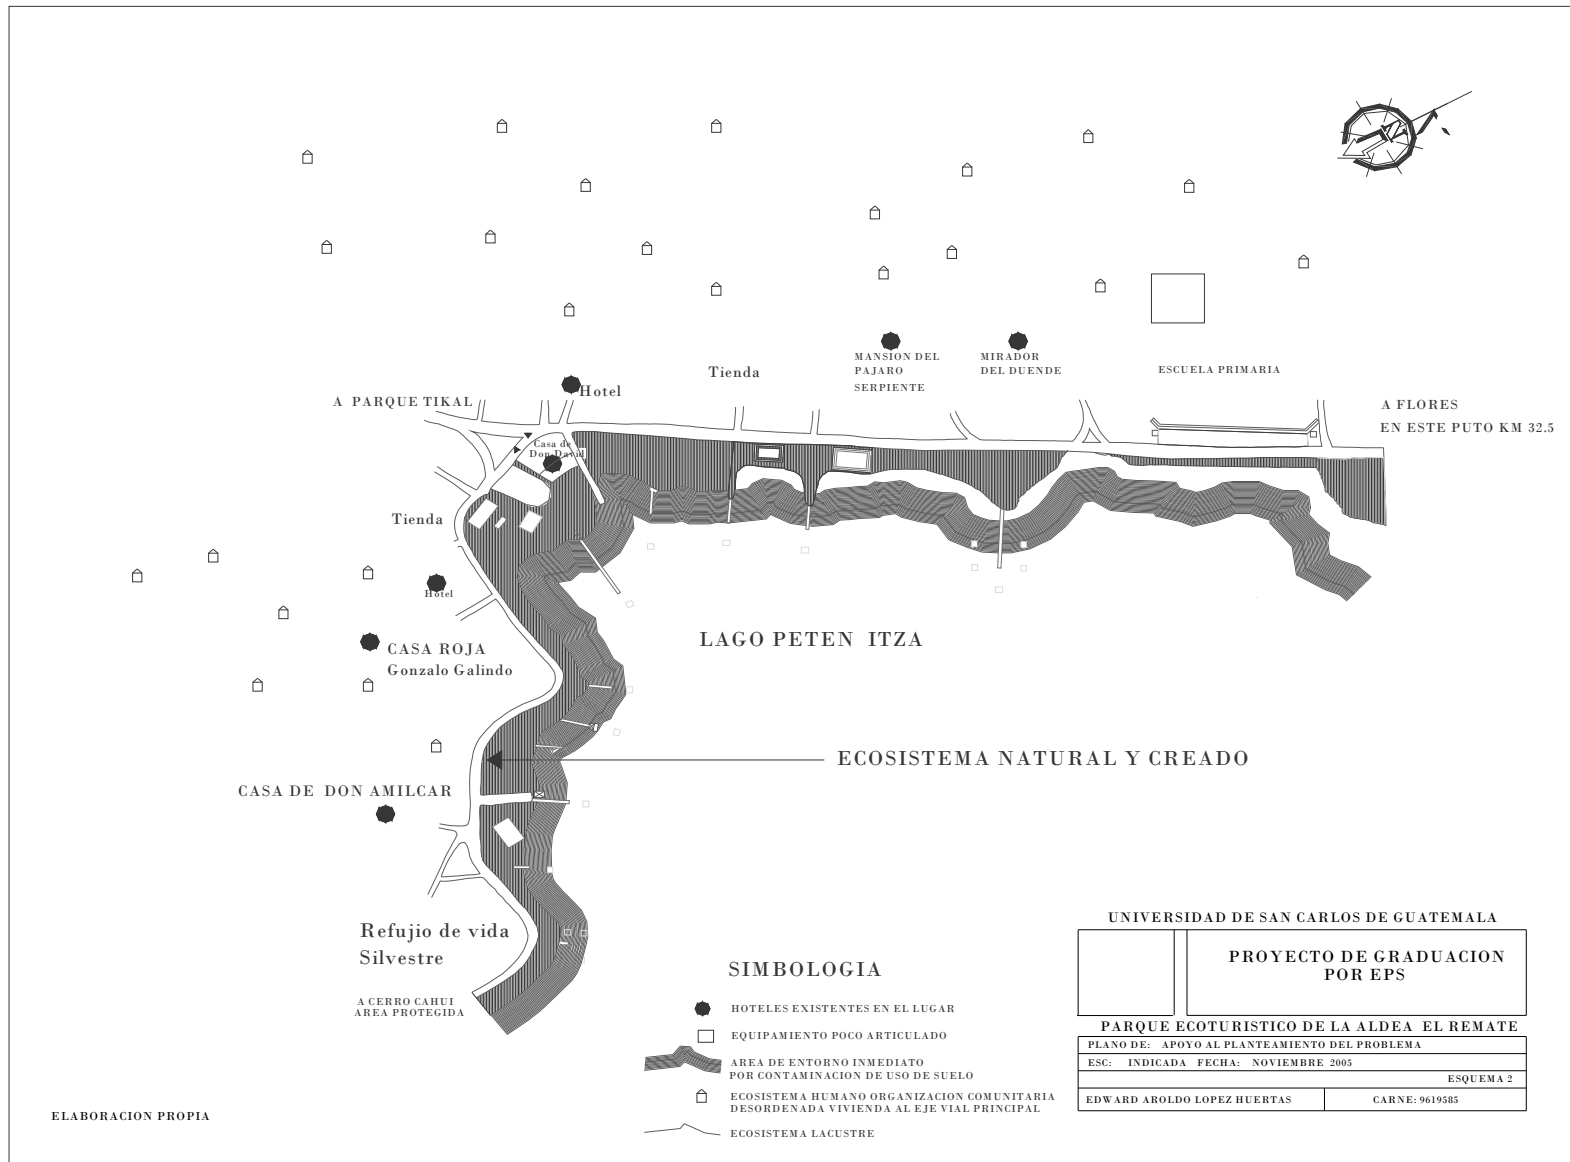 N
MANSION DEL
PAJARO
SERPIENTE
MIRADOR
DEL DUENDE
Tienda
ESCUELA PRIMARIA
Hotel
A PARQUE TIKAL
A FLORES
EN ESTE PUTO KM 32.5
Casa de
Don David
Tienda
Hotel
LAGO PETEN ITZA
CASA ROJA
Gonzalo Galindo
ECOSISTEMA NATURAL Y CREADO
CASA DE DON AMILCAR
Refujio de vida
Silvestre
A CERRO CAHUI
AREA PROTEGIDA
SIMBOLOGIA
HOTELES EXISTENTES EN EL LUGAR
EQUIPAMIENTO POCO ARTICULADO
AREA DE ENTORNO INMEDIATO
POR CONTAMINACION DE USO DE SUELO
ECOSISTEMA HUMANO ORGANIZACION COMUNITARIA
DESORDENADA VIVIENDA AL EJE VIAL PRINCIPAL
ECOSISTEMA LACUSTRE
UNIVERSIDAD DE SAN CARLOS DE GUATEMALA
PROYECTO DE GRADUACION
POR EPS
PARQUE ECOTURISTICO DE LA ALDEA EL REMATE
PLANO DE: APOYO AL PLANTEAMIENTO DEL PROBLEMA
ESC: INDICADA FECHA: NOVIEMBRE 2005
ESQUEMA 2
EDWARD AROLDO LOPEZ HUERTAS CARNE: 9619585
ELABORACION PROPIA